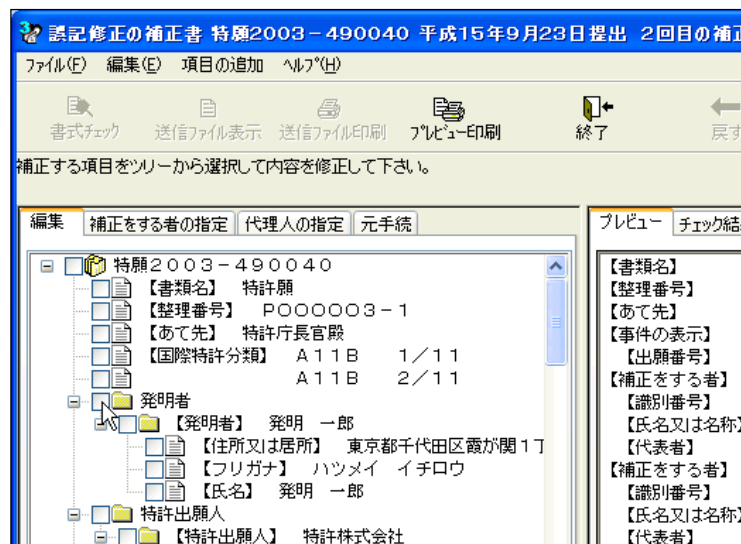 誤記修正の補正書 特願2003-490040 平成15年9月23日提出 2回目の補正
ファイル(F) 編集(E) 項目の追加 ヘルプ(H)
書式チェック 送信ファイル表示 送信ファイル印刷 プレビュー印刷 終了 戻す
補正する項目をツリーから選択して内容を修正して下さい。
編集 補正をする者の指定 代理人の指定 元手続
特願2003-490040
【書類名】 特許願
【整理番号】 P000003-1
【あて先】 特許庁長官殿
【国際特許分類】 A11B 1/11
A11B 2/11
発明者
【発明者】 発明 一郎
【住所又は居所】 東京都千代田区霞が関1丁
【フリガナ】 ハツメイ イチロウ
【氏名】 発明 一郎
特許出願人
【特許出願人】 特許株式会社
プレビュー チェック結
【書類名】
【整理番号】
【あて先】
【事件の表示】
【出願番号】
【補正をする者】
【識別番号】
【氏名又は名称】
【代表者】
【補正をする者】
【識別番号】
【氏名又は名称】
【代表者】